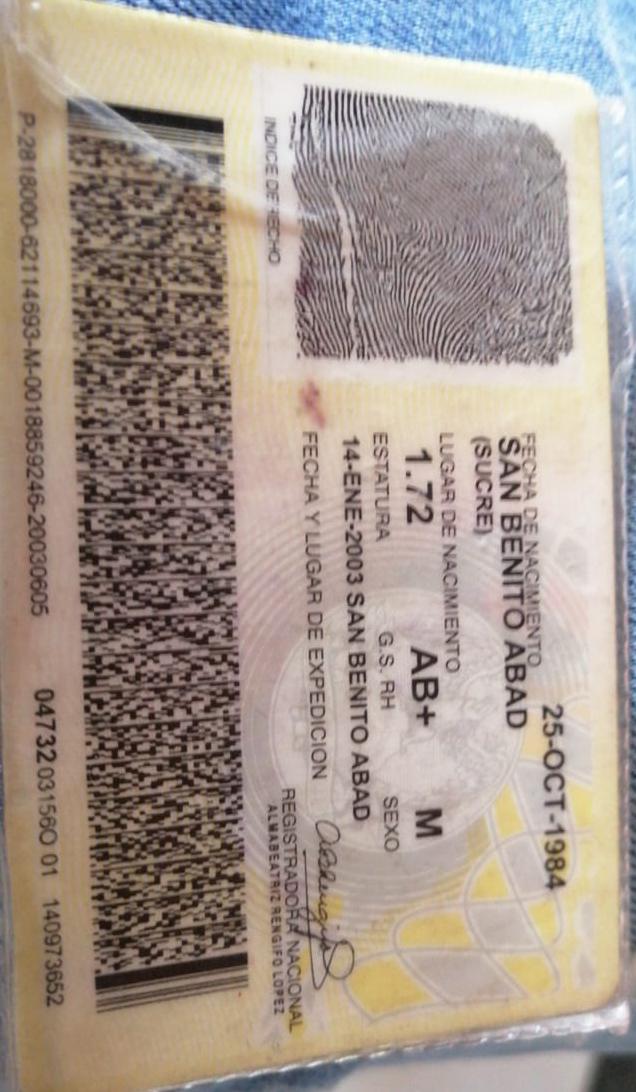 FECHA DE NACIMIENTO 25-OCT-1984
SAN BENITO ABAD
(SUCRE)
LUGAR DE NACIMIENTO
1.72 AB+ M
ESTATURA G.S. RH SEXO
14-ENE-2003 SAN BENITO ABAD
FECHA Y LUGAR DE EXPEDICION
INDICE DERECHO
REGISTRADORA NACIONAL
ALMABEATRIZ RENGIFO LOPEZ
P-2818000-62114693-M-0018859246-20030605 04732031560 01 140973652